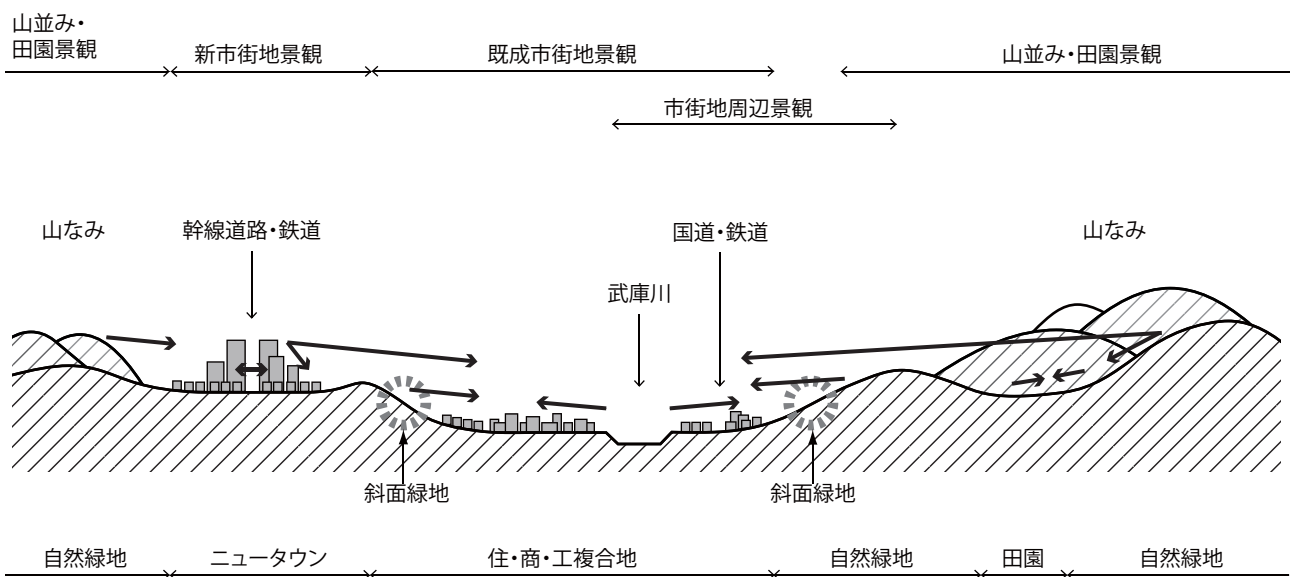 山並み・
田園景観
新市街地景観
既成市街地景観
山並み・田園景観
市街地周辺景観
山なみ
幹線道路・鉄道
国道・鉄道
山なみ
武庫川
斜面緑地
斜面緑地
自然緑地
ニュータウン
住・商・工複合地
自然緑地
田園
自然緑地